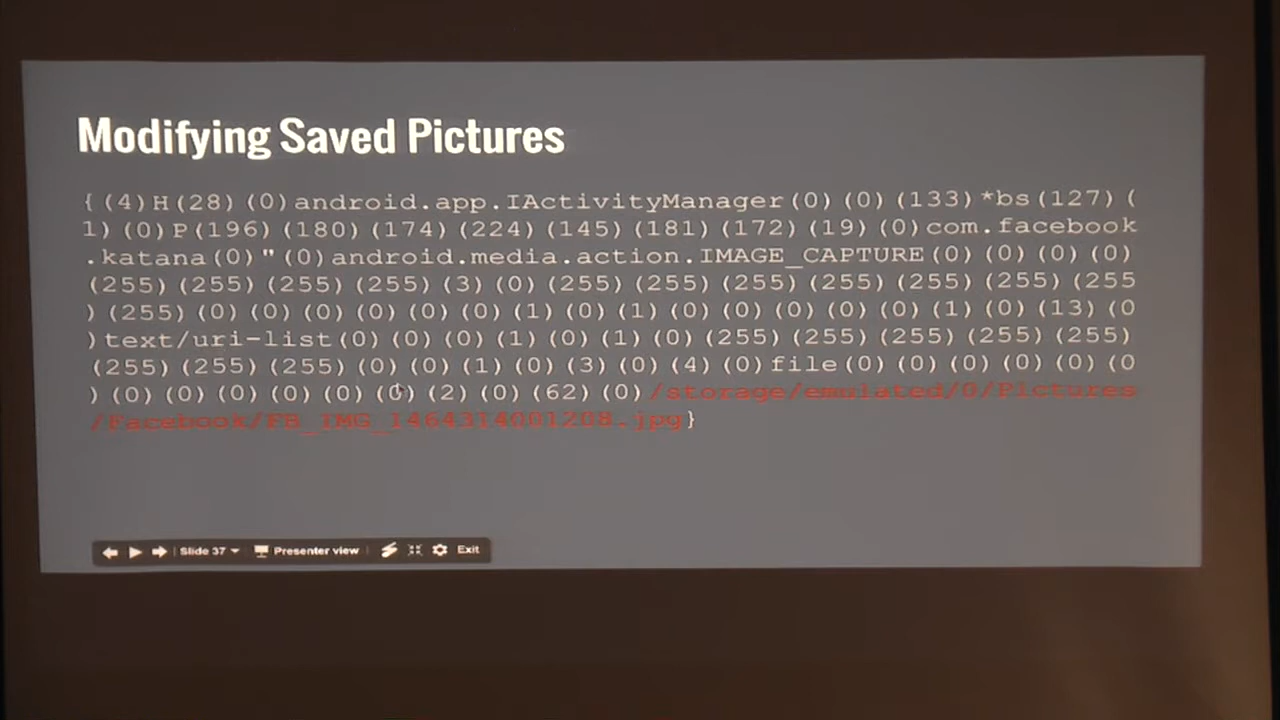 Modifying Saved Pictures
{(4)H(28)(0)android.app.IActivityManager(0)(0)(133)*bs(127)(
1)(0)P(196)(180)(174)(224)(145)(181)(172)(19)(0)com.facebook
.katana(0)"(0)android.media.action.IMAGE_CAPTURE(0)(0)(0)(0)
(255)(255)(255)(255)(3)(0)(255)(255)(255)(255)(255)(255)(255
)(255)(0)(0)(0)(0)(0)(0)(1)(0)(1)(0)(0)(0)(0)(0)(1)(0)(13)(0
)text/uri-list(0)(0)(0)(1)(0)(1)(0)(255)(255)(255)(255)(255)
(255)(255)(255)(0)(0)(1)(0)(3)(0)(4)(0)file(0)(0)(0)(0)(0)(0
)(0)(0)(0)(0)(0)(0)(2)(0)(62)(0)/storage/emulated/0/Pictures
/Facebook/FB_IMG_1464314001208.jpg}
Slide 37 Presenter view Exit